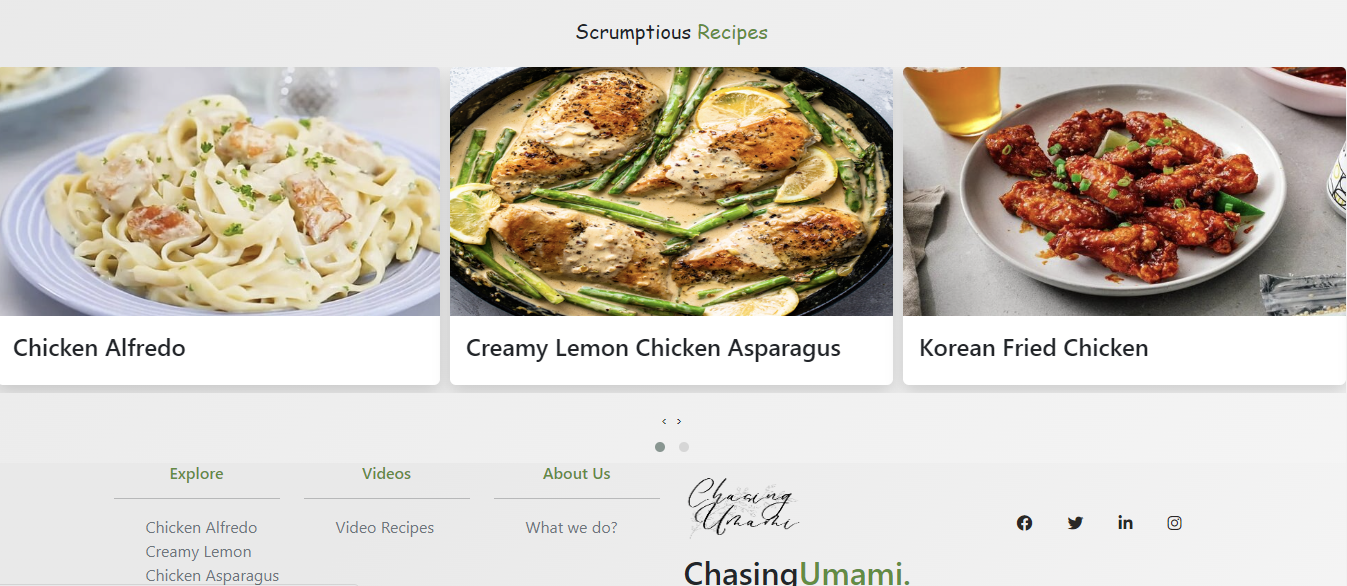 Scrumptious Recipes
Chicken Alfredo
Creamy Lemon Chicken Asparagus
Korean Fried Chicken
‹ ›
Explore
Chicken Alfredo
Creamy Lemon
Chicken Asparagus
Videos
Video Recipes
About Us
What we do?
Chasing
Umami
ChasingUmami.